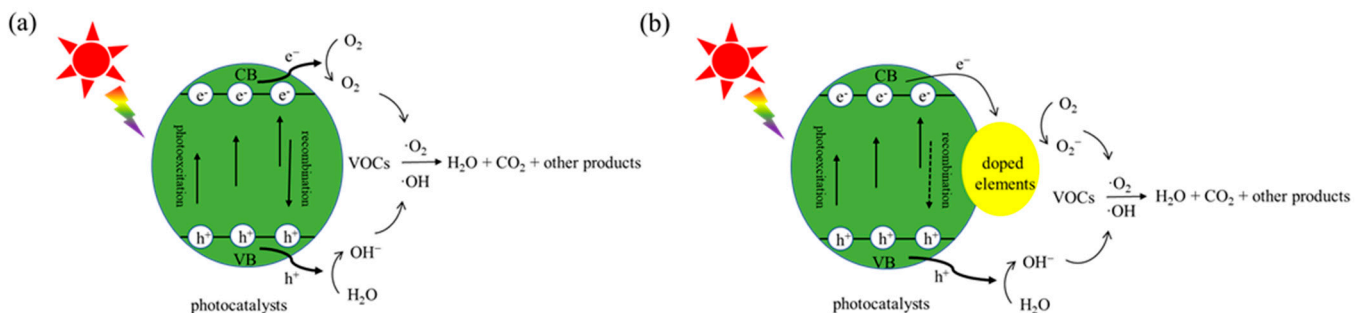 (a)
e⁻
O₂
O₂
CB
e⁻ e⁻ e⁻
photoexcitation
recombination
VOCs
·O₂
·OH
H₂O + CO₂ + other products
h⁺ h⁺ h⁺
VB
h⁺
OH⁻
H₂O
photocatalysts
(b)
e⁻
CB
e⁻ e⁻ e⁻
O₂
O₂⁻
photoexcitation
recombination
doped
elements
VOCs
·O₂
·OH
H₂O + CO₂ + other products
h⁺ h⁺ h⁺
VB
h⁺
OH⁻
H₂O
photocatalysts